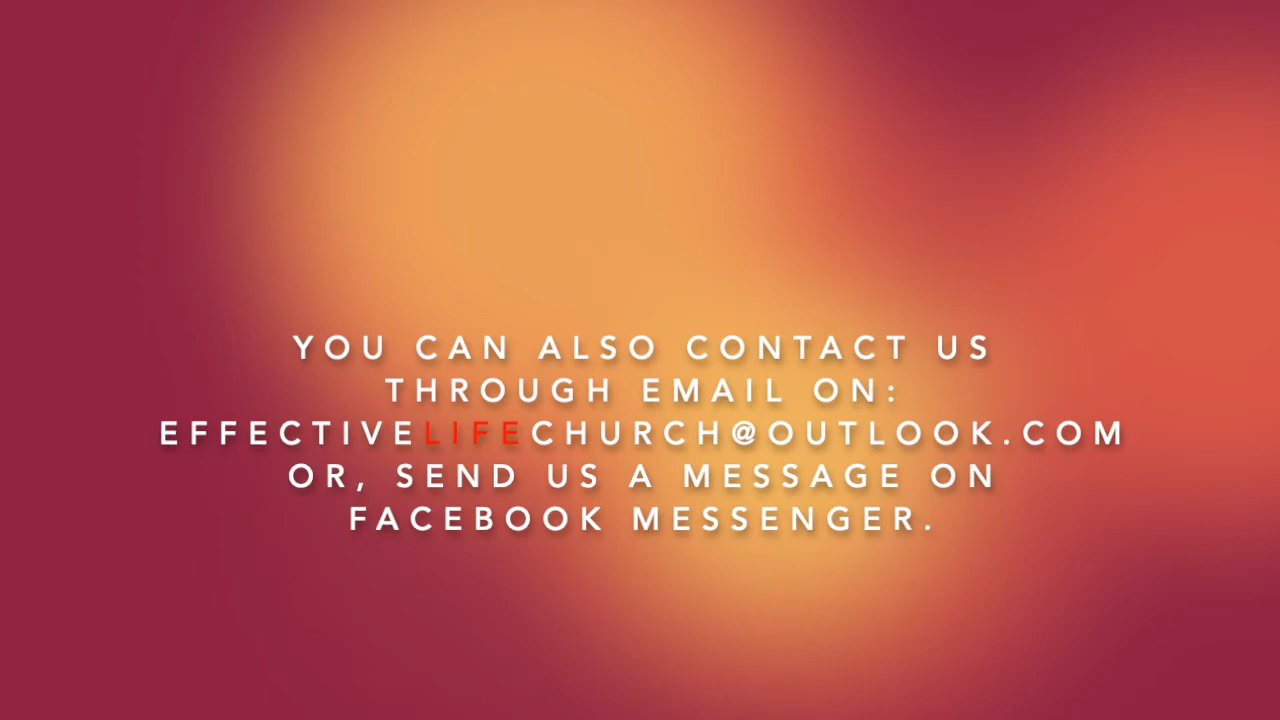 YOU CAN ALSO CONTACT US
THROUGH EMAIL ON:
EFFECTIVELIFECHURCH@OUTLOOK.COM
OR, SEND US A MESSAGE ON
FACEBOOK MESSENGER.